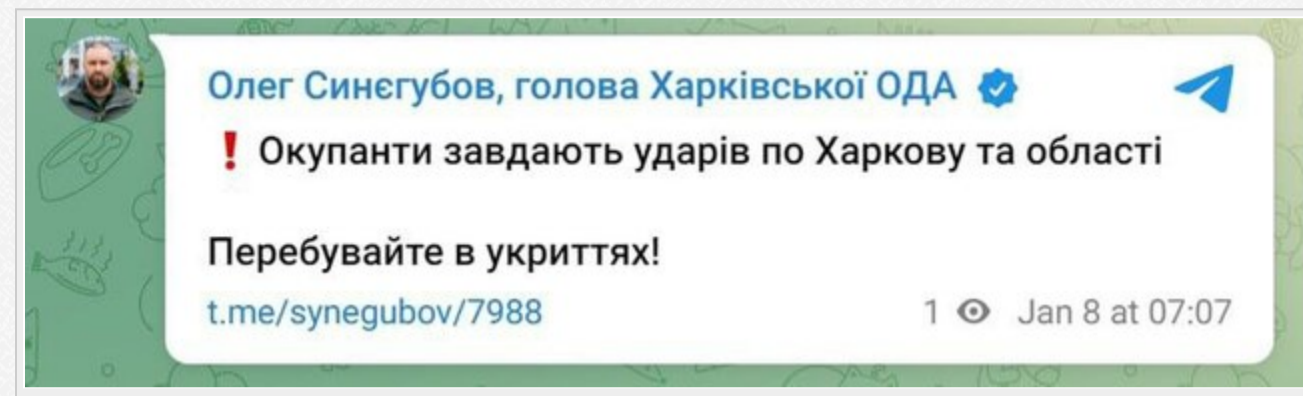 Олег Синєгубов, голова Харківської ОДА
❗ Окупанти завдають ударів по Харкову та області
Перебувайте в укриттях!
t.me/synegubov/7988
1 Jan 8 at 07:07